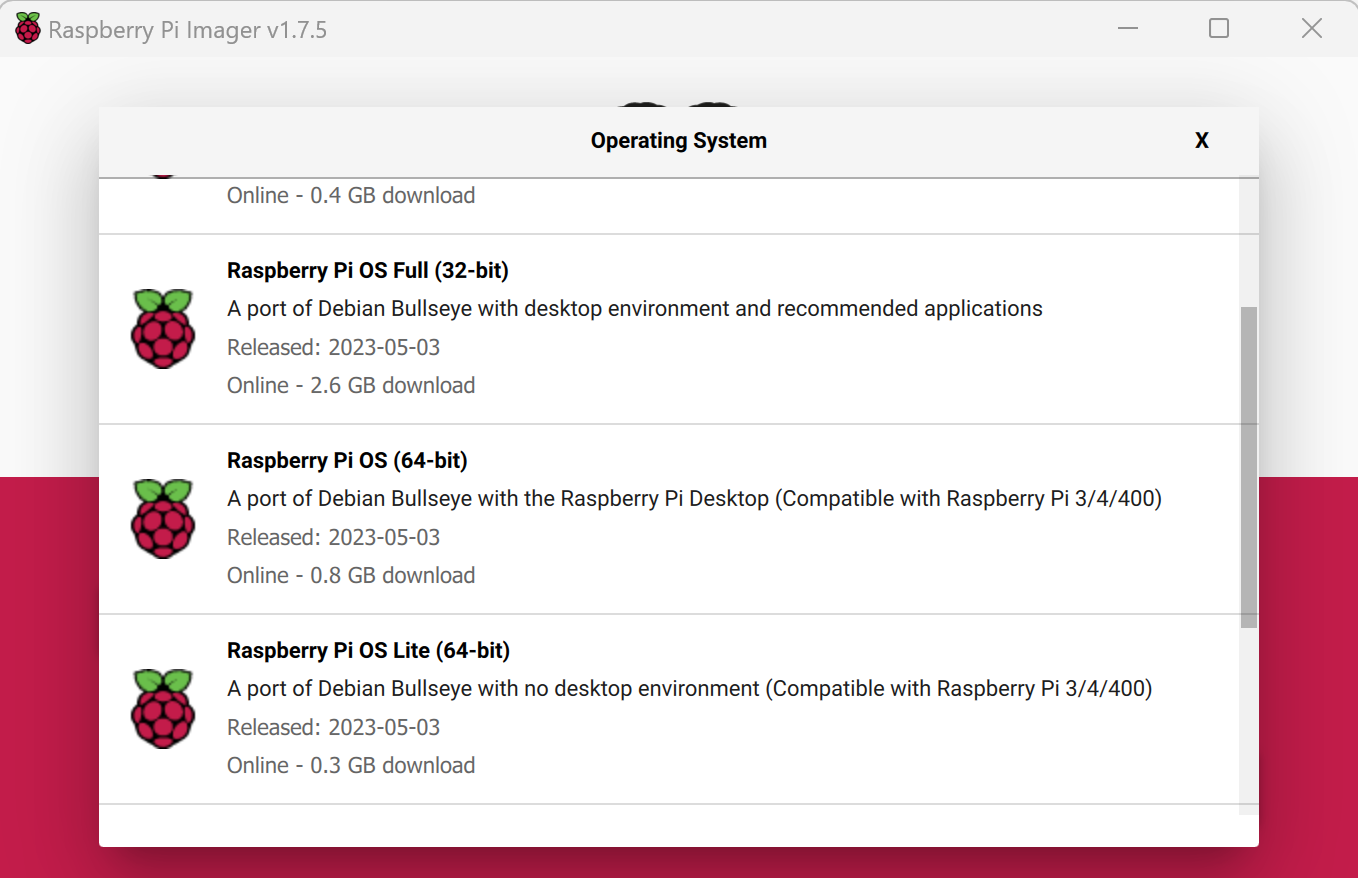 Raspberry Pi Imager v1.7.5
Operating System
X
Online - 0.4 GB download
Raspberry Pi OS Full (32-bit)
A port of Debian Bullseye with desktop environment and recommended applications
Released: 2023-05-03
Online - 2.6 GB download
Raspberry Pi OS (64-bit)
A port of Debian Bullseye with the Raspberry Pi Desktop (Compatible with Raspberry Pi 3/4/400)
Released: 2023-05-03
Online - 0.8 GB download
Raspberry Pi OS Lite (64-bit)
A port of Debian Bullseye with no desktop environment (Compatible with Raspberry Pi 3/4/400)
Released: 2023-05-03
Online - 0.3 GB download